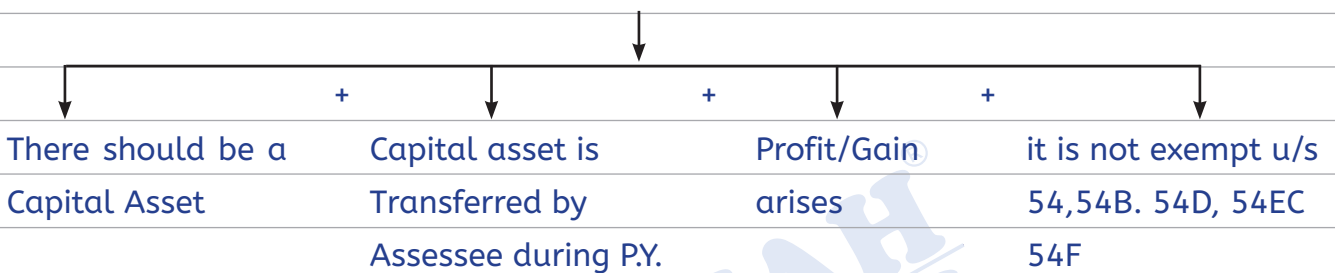 + + +
There should be a
Capital Asset
Capital asset is
Transferred by
Assessee during P.Y.
Profit/Gain
arises
it is not exempt u/s
54,54B. 54D, 54EC
54F